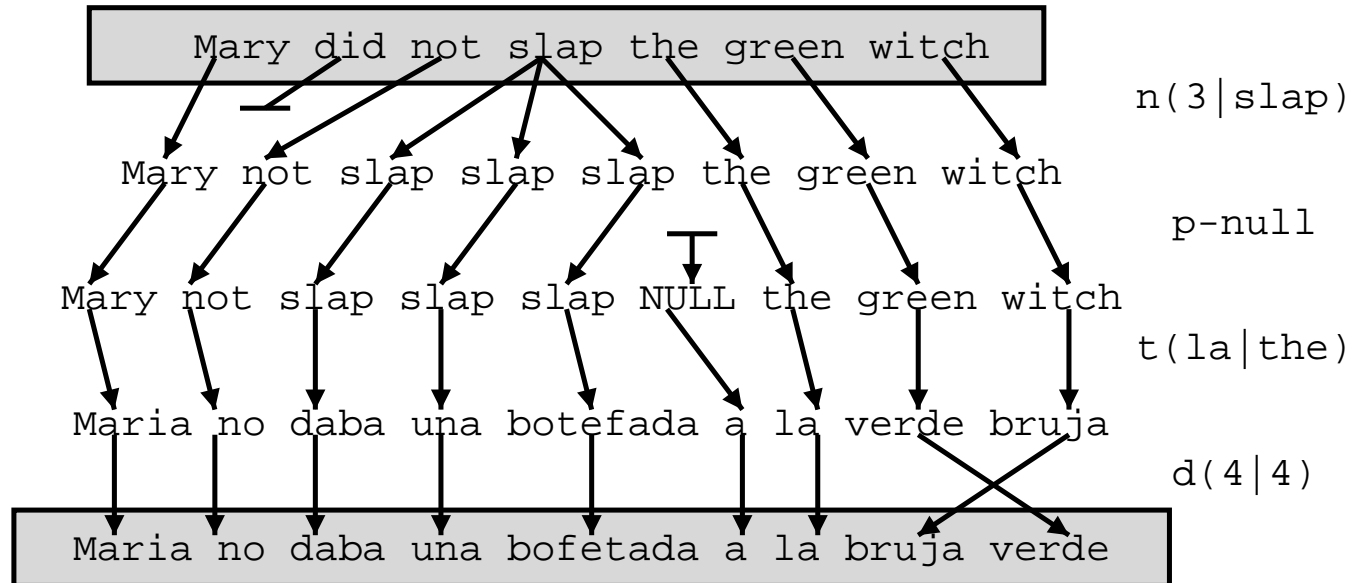 Mary did not slap the green witch
n(3|slap)
Mary not slap slap slap the green witch
p-null
Mary not slap slap slap NULL the green witch
t(la|the)
Maria no daba una botefada a la verde bruja
d(4|4)
Maria no daba una bofetada a la bruja verde